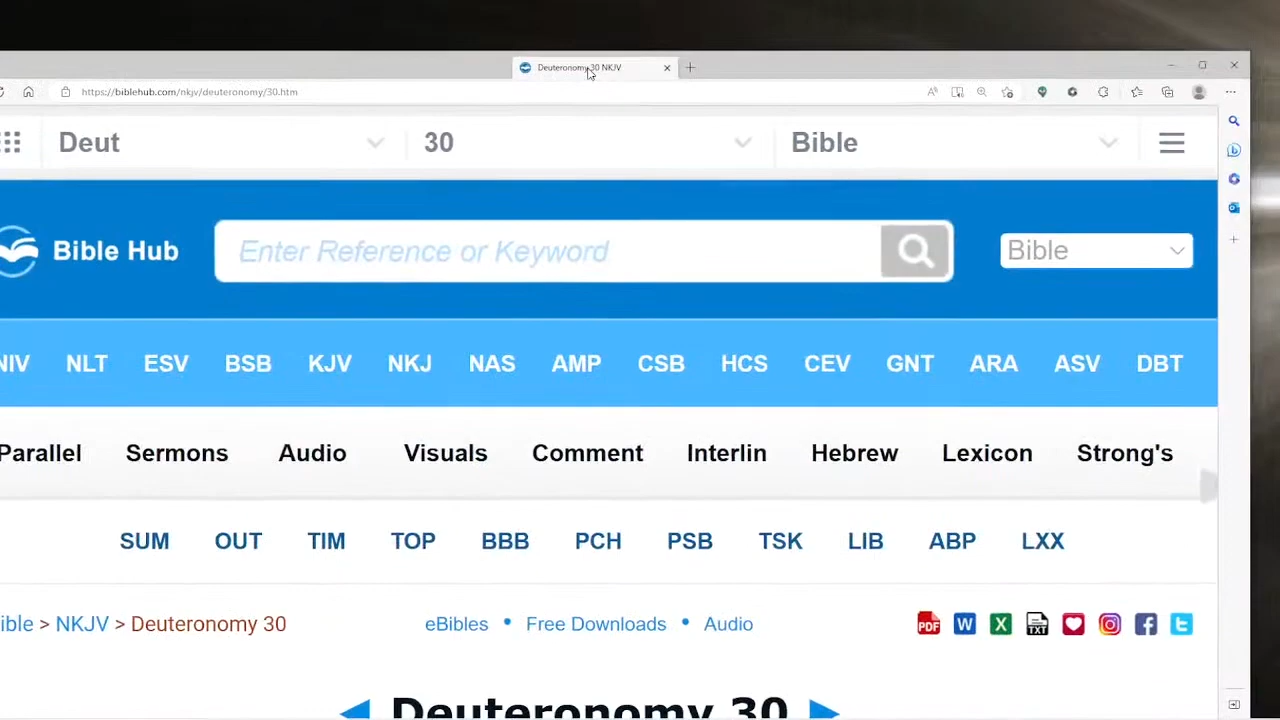 Deuteronomy 30 NKJV
https://biblehub.com/nkjv/deuteronomy/30.htm
Deut 30 Bible
Bible Hub Enter Reference or Keyword Bible
NIV NLT ESV BSB KJV NKJ NAS AMP CSB HCS CEV GNT ARA ASV DBT
Parallel Sermons Audio Visuals Comment Interlin Hebrew Lexicon Strong's
SUM OUT TIM TOP BBB PCH PSB TSK LIB ABP LXX
ible > NKJV > Deuteronomy 30 eBibles • Free Downloads • Audio
PDF W X TXT
Deuteronomy 30